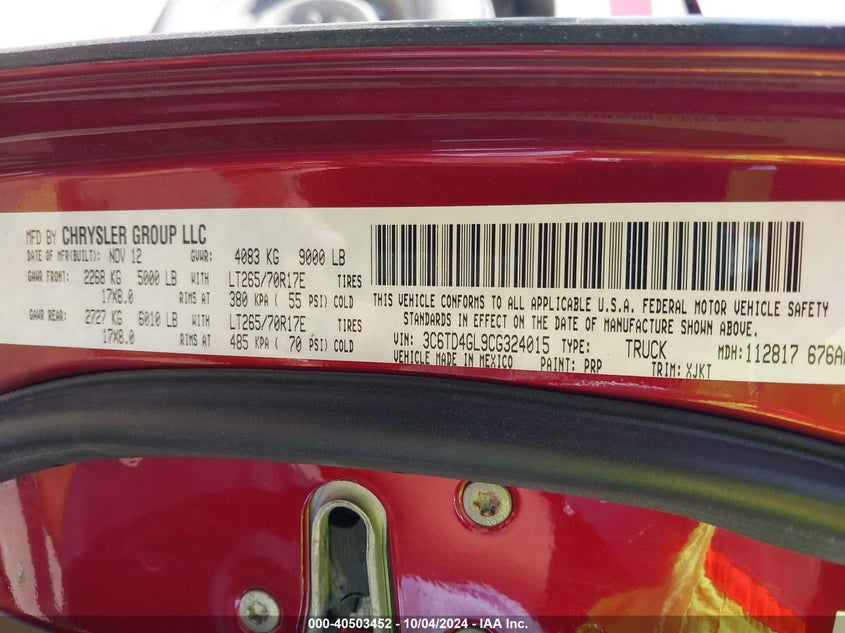 MFD BY CHRYSLER GROUP LLC
DATE OF MFR(BUILT): NOV 12 GVWR: 4083 KG 9000 LB
GAWR FRONT: 2268 KG 5000 LB WITH LT265/70R17E TIRES
17X8.0 RIMS AT 380 KPA ( 55 PSI) COLD
GAWR REAR: 2727 KG 6010 LB WITH LT265/70R17E TIRES
17X8.0 RIMS AT 485 KPA ( 70 PSI) COLD
THIS VEHICLE CONFORMS TO ALL APPLICABLE U.S.A. FEDERAL MOTOR VEHICLE SAFETY
STANDARDS IN EFFECT ON THE DATE OF MANUFACTURE SHOWN ABOVE.
VIN: 3C6TD4GL9CG324015 TYPE: TRUCK MDH: 112817
VEHICLE MADE IN MEXICO PAINT: PRP TRIM: XJKT
000-40503452 - 10/04/2024 - IAA Inc.